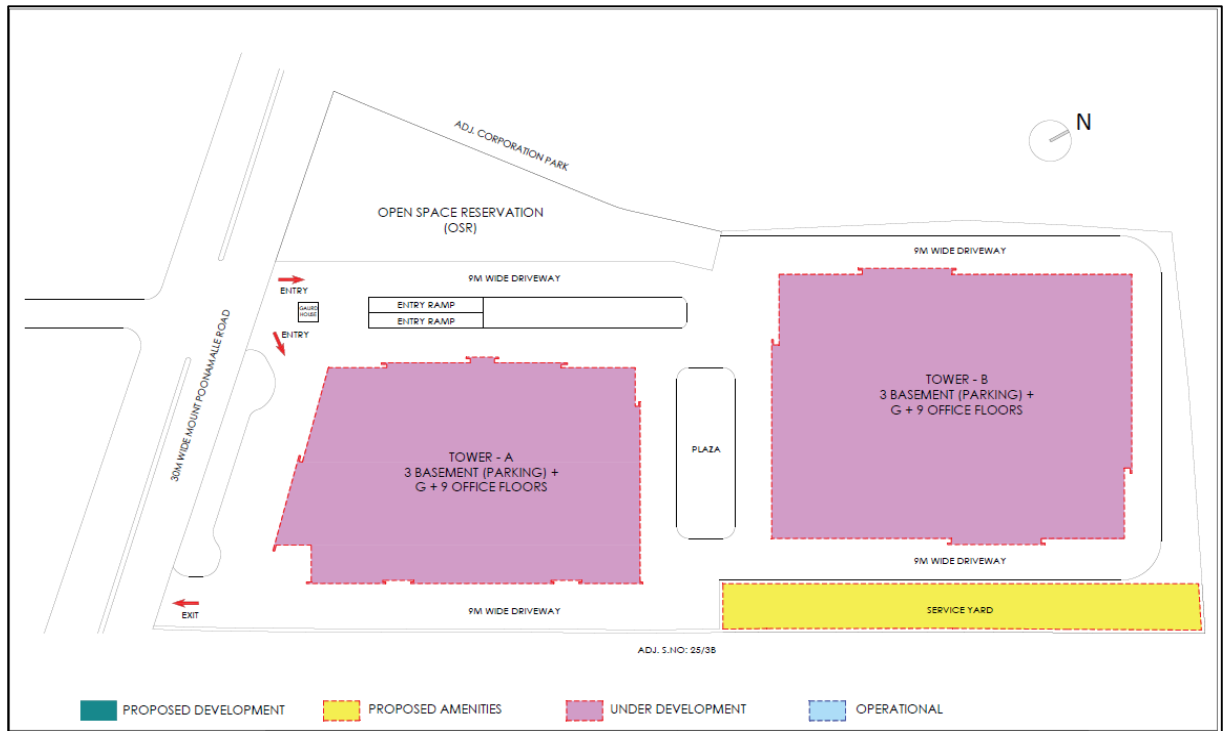 N
ADJ. CORPORATION PARK
OPEN SPACE RESERVATION
(OSR)
9M WIDE DRIVEWAY
9M WIDE DRIVEWAY
ENTRY
GAURD
HOUSE
ENTRY RAMP
ENTRY RAMP
ENTRY
30M WIDE MOUNT POONAMALLE ROAD
TOWER - B
3 BASEMENT (PARKING) +
G + 9 OFFICE FLOORS
PLAZA
TOWER - A
3 BASEMENT (PARKING) +
G + 9 OFFICE FLOORS
9M WIDE DRIVEWAY
EXIT
9M WIDE DRIVEWAY
SERVICE YARD
ADJ. S.NO: 25/3B
PROPOSED DEVELOPMENT
PROPOSED AMENITIES
UNDER DEVELOPMENT
OPERATIONAL